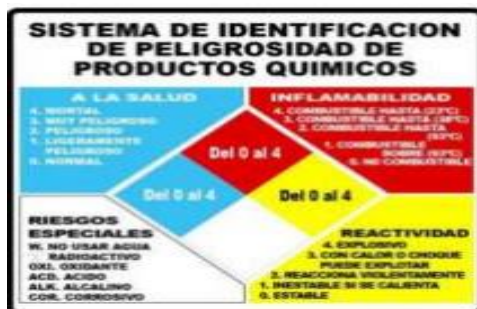 SISTEMA DE IDENTIFICACION
DE PELIGROSIDAD DE
PRODUCTOS QUIMICOS
A LA SALUD
4. MORTAL
3. MUY PELIGROSO
2. PELIGROSO
1. LIGERAMENTE
PELIGROSO
0. NORMAL
INFLAMABILIDAD
4. COMBUSTIBLE HASTA (23ºC)
3. COMBUSTIBLE HASTA (38ºC)
2. COMBUSTIBLE HASTA
(93ºC)
1. COMBUSTIBLE
SOBRE (93ºC)
0. NO COMBUSTIBLE
Del 0 al 4
Del 0 al 4
Del 0 al 4
RIESGOS
ESPECIALES
W. NO USAR AGUA
RADIOACTIVO
OXI. OXIDANTE
ACD. ACIDO
ALK. ALCALINO
COR. CORROSIVO
REACTIVIDAD
4. EXPLOSIVO
3. CON CALOR O CHOQUE
PUEDE EXPLOTAR
2. REACCIONA VIOLENTAMENTE
1. INESTABLE SI SE CALIENTA
0. ESTABLE